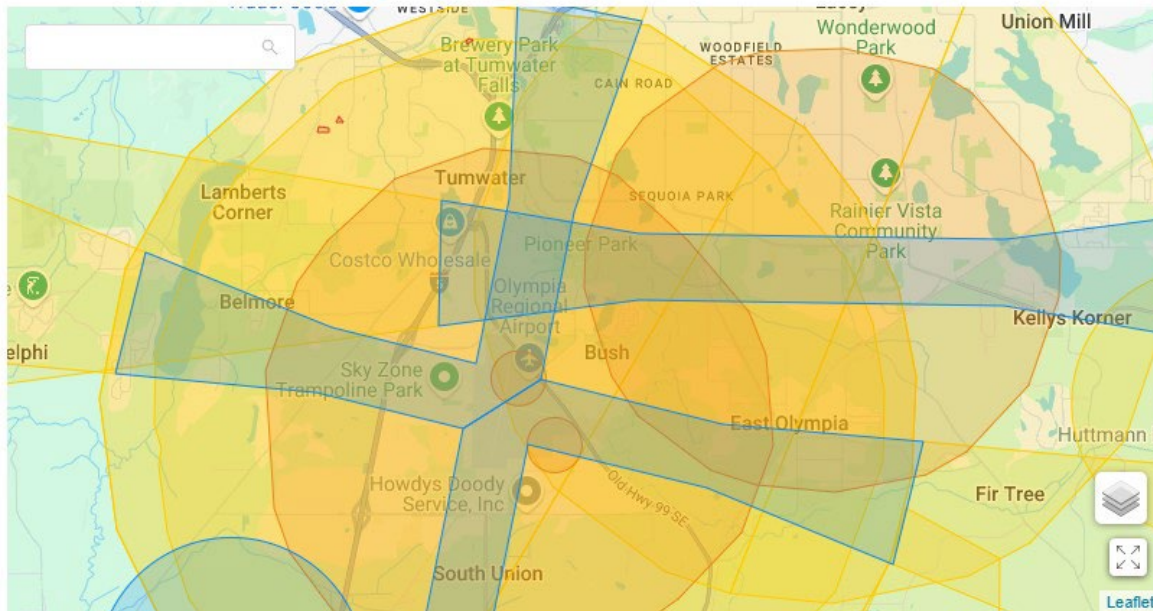 WESTSIDE
Brewery Park
at Tumwater
Falls
WOODFIELD
ESTATES
Wonderwood
Park
Union Mill
CAIN ROAD
Lamberts
Corner
Tumwater
SEQUOIA PARK
Rainier Vista
Community
Park
Pioneer Park
Costco Wholesale
Olympia
Regional
Airport
Belmore
Kellys Korner
elphi
Sky Zone
Trampoline Park
Bush
East Olympia
Huttmann
Howdys Doody
Service, Inc
Old Hwy 99 SE
Fir Tree
South Union
Leaflet